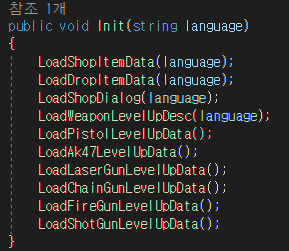 참조 1개
public void Init(string language)
{
LoadShopItemData(language);
LoadDropItemData(language);
LoadShopDialog(language);
LoadWeaponLevelUpDesc(language);
LoadPistolLevelUpData();
LoadAk47LevelUpData();
LoadLaserGunLevelUpData();
LoadChainGunLevelUpData();
LoadFireGunLevelUpData();
LoadShotGunLevelUpData();
}